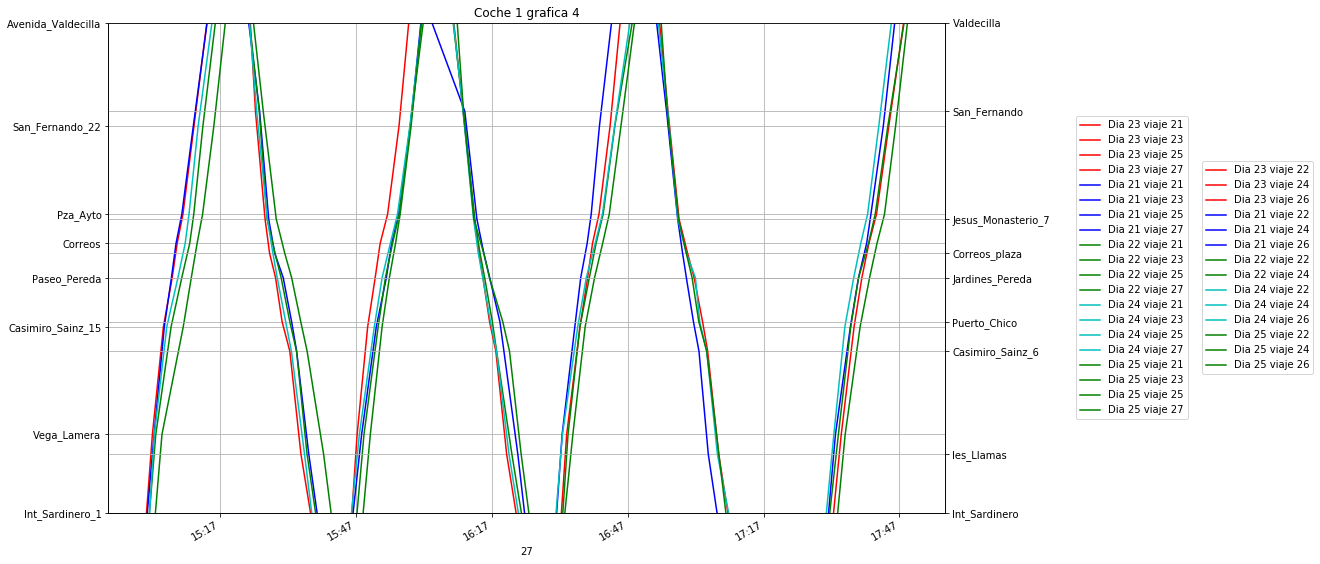 Coche 1 grafica 4
Avenida_Valdecilla
San_Fernando_22
Pza_Ayto
Correos
Paseo_Pereda
Casimiro_Sainz_15
Vega_Lamera
Int_Sardinero_1
Valdecilla
San_Fernando
Jesus_Monasterio_7
Correos_plaza
Jardines_Pereda
Puerto_Chico
Casimiro_Sainz_6
Ies_Llamas
Int_Sardinero
15:17
15:47
16:17
16:47
17:17
17:47
27
Dia 23 viaje 21
Dia 23 viaje 23
Dia 23 viaje 25
Dia 23 viaje 27
Dia 21 viaje 21
Dia 21 viaje 23
Dia 21 viaje 25
Dia 21 viaje 27
Dia 22 viaje 21
Dia 22 viaje 23
Dia 22 viaje 25
Dia 22 viaje 27
Dia 24 viaje 21
Dia 24 viaje 23
Dia 24 viaje 25
Dia 24 viaje 27
Dia 25 viaje 21
Dia 25 viaje 23
Dia 25 viaje 25
Dia 25 viaje 27
Dia 23 viaje 22
Dia 23 viaje 24
Dia 23 viaje 26
Dia 21 viaje 22
Dia 21 viaje 24
Dia 21 viaje 26
Dia 22 viaje 22
Dia 22 viaje 24
Dia 24 viaje 22
Dia 24 viaje 24
Dia 24 viaje 26
Dia 25 viaje 22
Dia 25 viaje 24
Dia 25 viaje 26